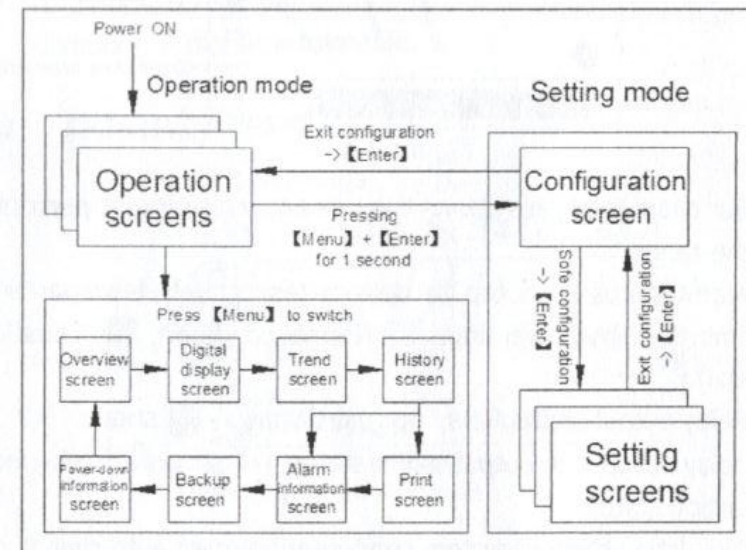 Power ON
Operation mode
Setting mode
Operation
screens
Exit configuration
->【Enter】
Pressing
【Menu】+【Enter】
for 1 second
Configuration
screen
Sofe configuration
->【Enter】
Exit configuration
->【Enter】
Setting
screens
Press 【Menu】 to switch
Overview
screen
Digital
display
screen
Trend
screen
History
screen
Power-down
information
screen
Backup
screen
Alarm
information
screen
Print
screen